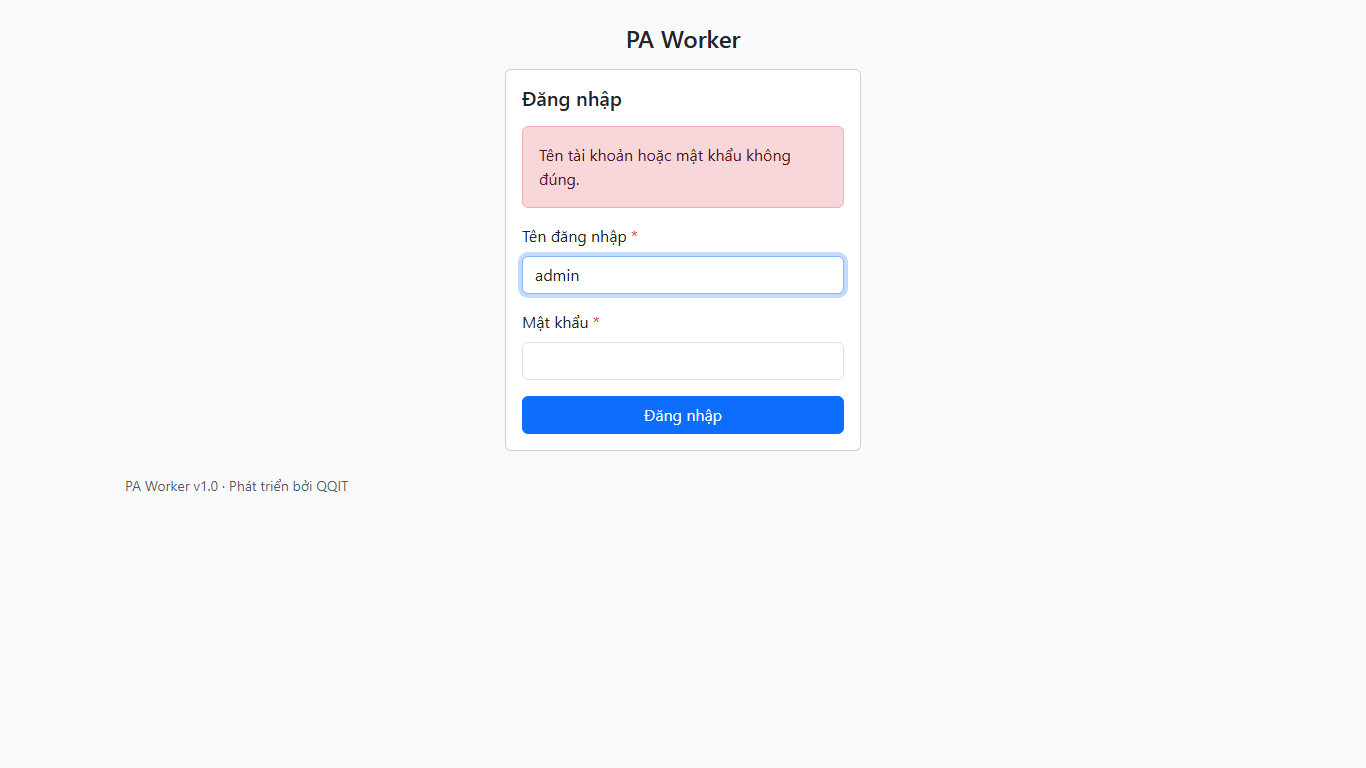 PA Worker
Đăng nhập
Tên tài khoản hoặc mật khẩu không
đúng.
Tên đăng nhập *
admin
Mật khẩu *
Đăng nhập
PA Worker v1.0 · Phát triển bởi QQIT